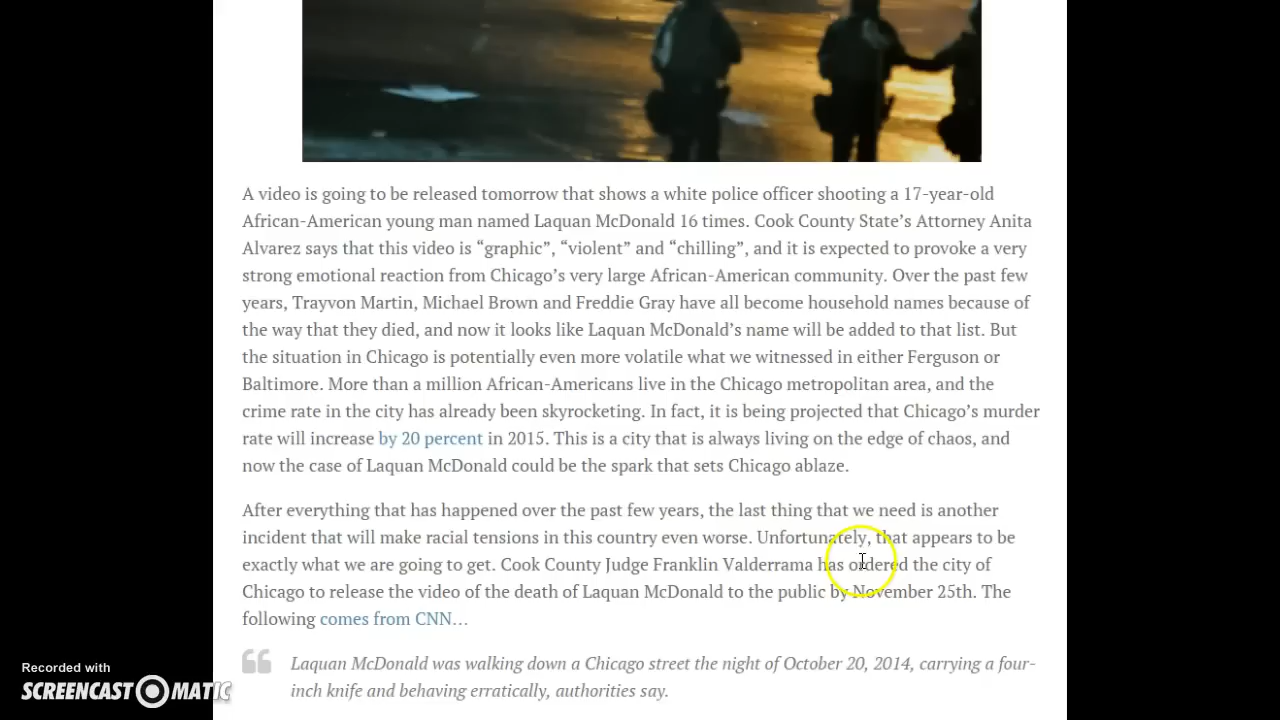 A video is going to be released tomorrow that shows a white police officer shooting a 17-year-old
African-American young man named Laquan McDonald 16 times. Cook County State’s Attorney Anita
Alvarez says that this video is “graphic”, “violent” and “chilling”, and it is expected to provoke a very
strong emotional reaction from Chicago’s very large African-American community. Over the past few
years, Trayvon Martin, Michael Brown and Freddie Gray have all become household names because of
the way that they died, and now it looks like Laquan McDonald’s name will be added to that list. But
the situation in Chicago is potentially even more volatile what we witnessed in either Ferguson or
Baltimore. More than a million African-Americans live in the Chicago metropolitan area, and the
crime rate in the city has already been skyrocketing. In fact, it is being projected that Chicago’s murder
rate will increase by 20 percent in 2015. This is a city that is always living on the edge of chaos, and
now the case of Laquan McDonald could be the spark that sets Chicago ablaze.
After everything that has happened over the past few years, the last thing that we need is another
incident that will make racial tensions in this country even worse. Unfortunately, that appears to be
exactly what we are going to get. Cook County Judge Franklin Valderrama has ordered the city of
Chicago to release the video of the death of Laquan McDonald to the public by November 25th. The
following comes from CNN…
Laquan McDonald was walking down a Chicago street the night of October 20, 2014, carrying a four-
inch knife and behaving erratically, authorities say.
Recorded with
SCREENCAST O MATIC